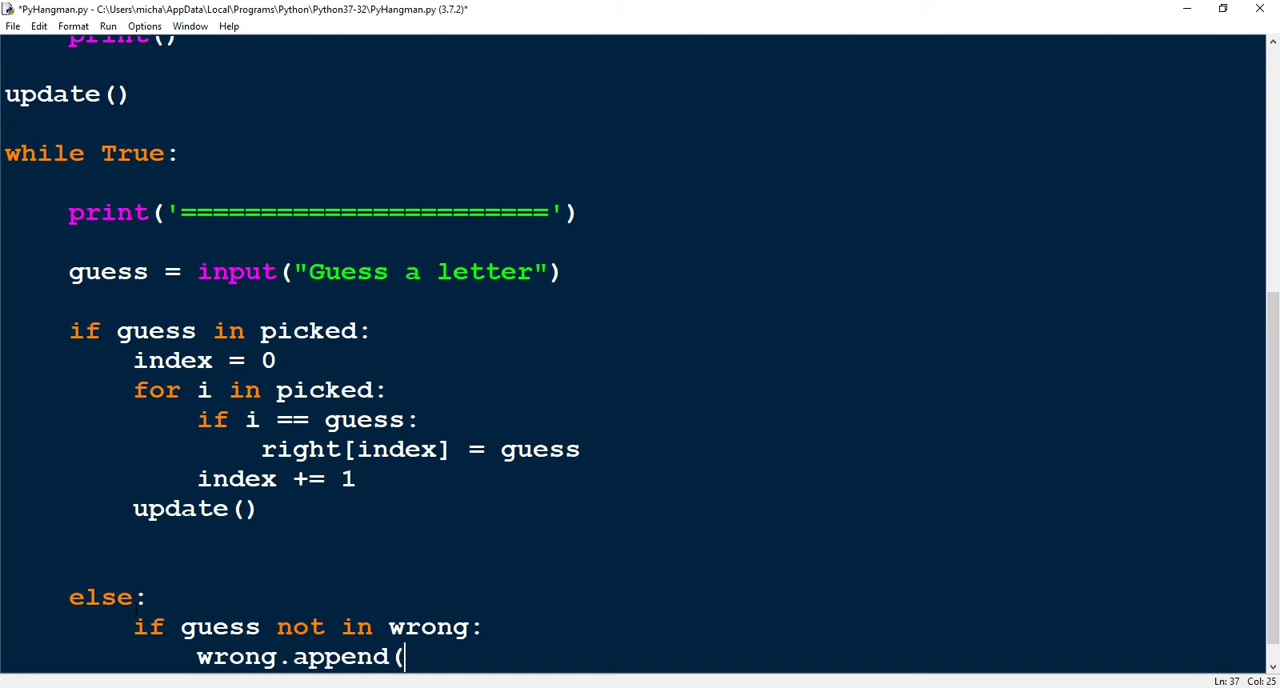 *PyHangman.py - C:\Users\micha\AppData\Local\Programs\Python\Python37-32\PyHangman.py (3.7.2)*
File Edit Format Run Options Window Help
print()
update()
while True:
print('=======================')
guess = input("Guess a letter")
if guess in picked:
index = 0
for i in picked:
if i == guess:
right[index] = guess
index += 1
update()
else:
if guess not in wrong:
wrong.append(
Ln: 37 Col: 25